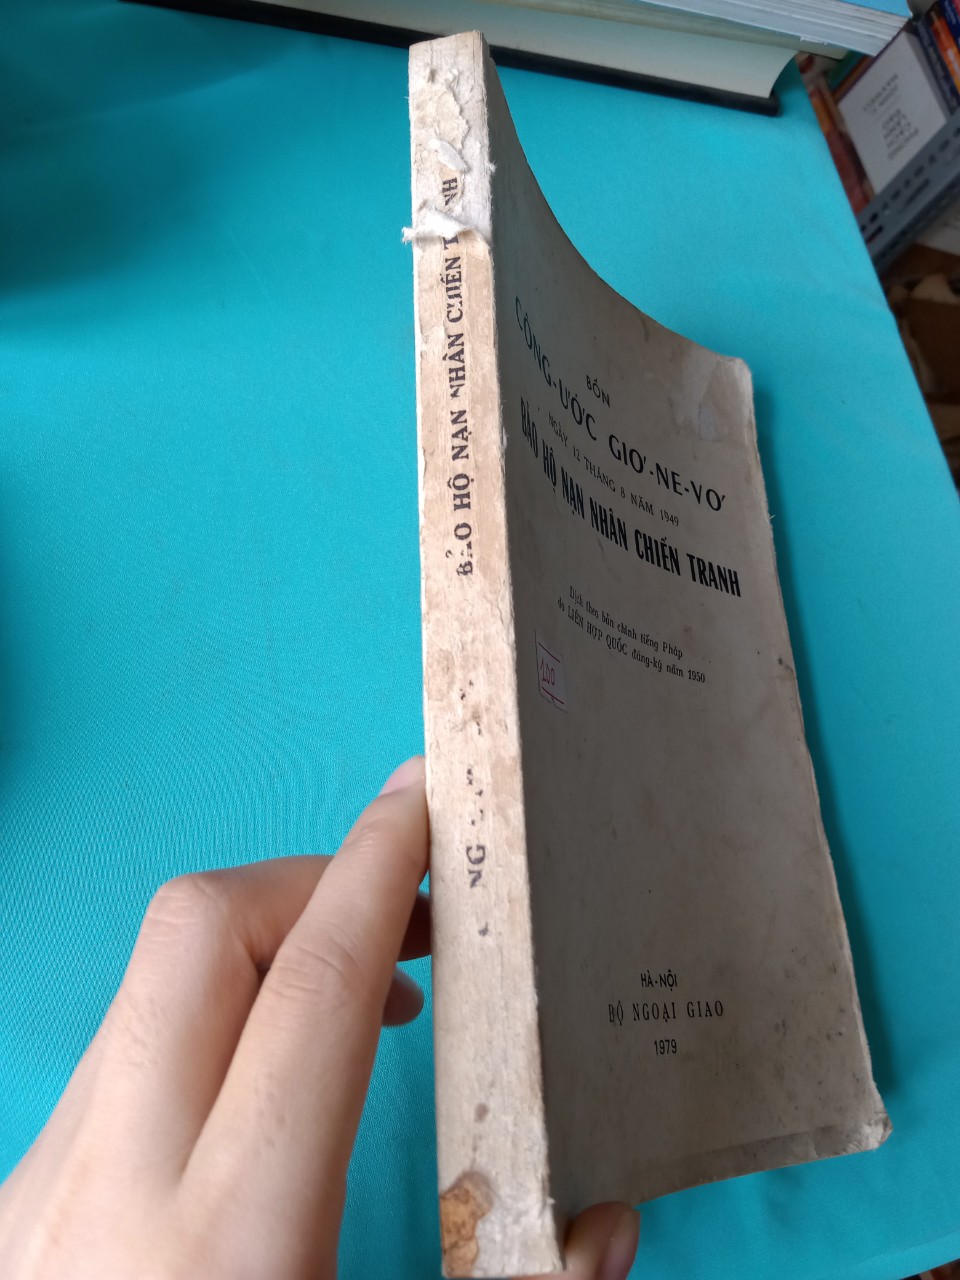 BẢO HỘ NẠN NHÂN CHIẾN
NG
BỐN
CÔNG-ƯỚC GIƠ-NE-VƠ
NGÀY 12 THÁNG 8 NĂM 1949
BẢO HỘ NẠN NHÂN CHIẾN TRANH
Dịch theo bản chính tiếng Pháp
do LIÊN HỢP QUỐC đăng-ký năm 1950
100
HÀ-NỘI
BỘ NGOẠI GIAO
1979